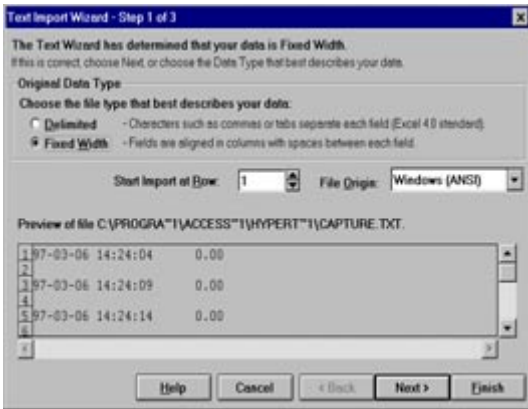 Text Import Wizard - Step 1 of 3
The Text Wizard has determined that your data is Fixed Width.
If this is correct, choose Next, or choose the Data Type that best describes your data.
Original Data Type
Choose the file type that best describes your data:
Delimited - Characters such as commas or tabs separate each field (Excel 4.0 standard).
Fixed Width - Fields are aligned in columns with spaces between each field.
Start Import at Row: 1 File Origin: Windows (ANSI)
Preview of file C:\PROGRA~1\ACCESS~1\HYPERT~1\CAPTURE.TXT.
1 97-03-06 14:24:04 0.00
2
3 97-03-06 14:24:09 0.00
4
5 97-03-06 14:24:14 0.00
6
Help Cancel < Back Next > Finish